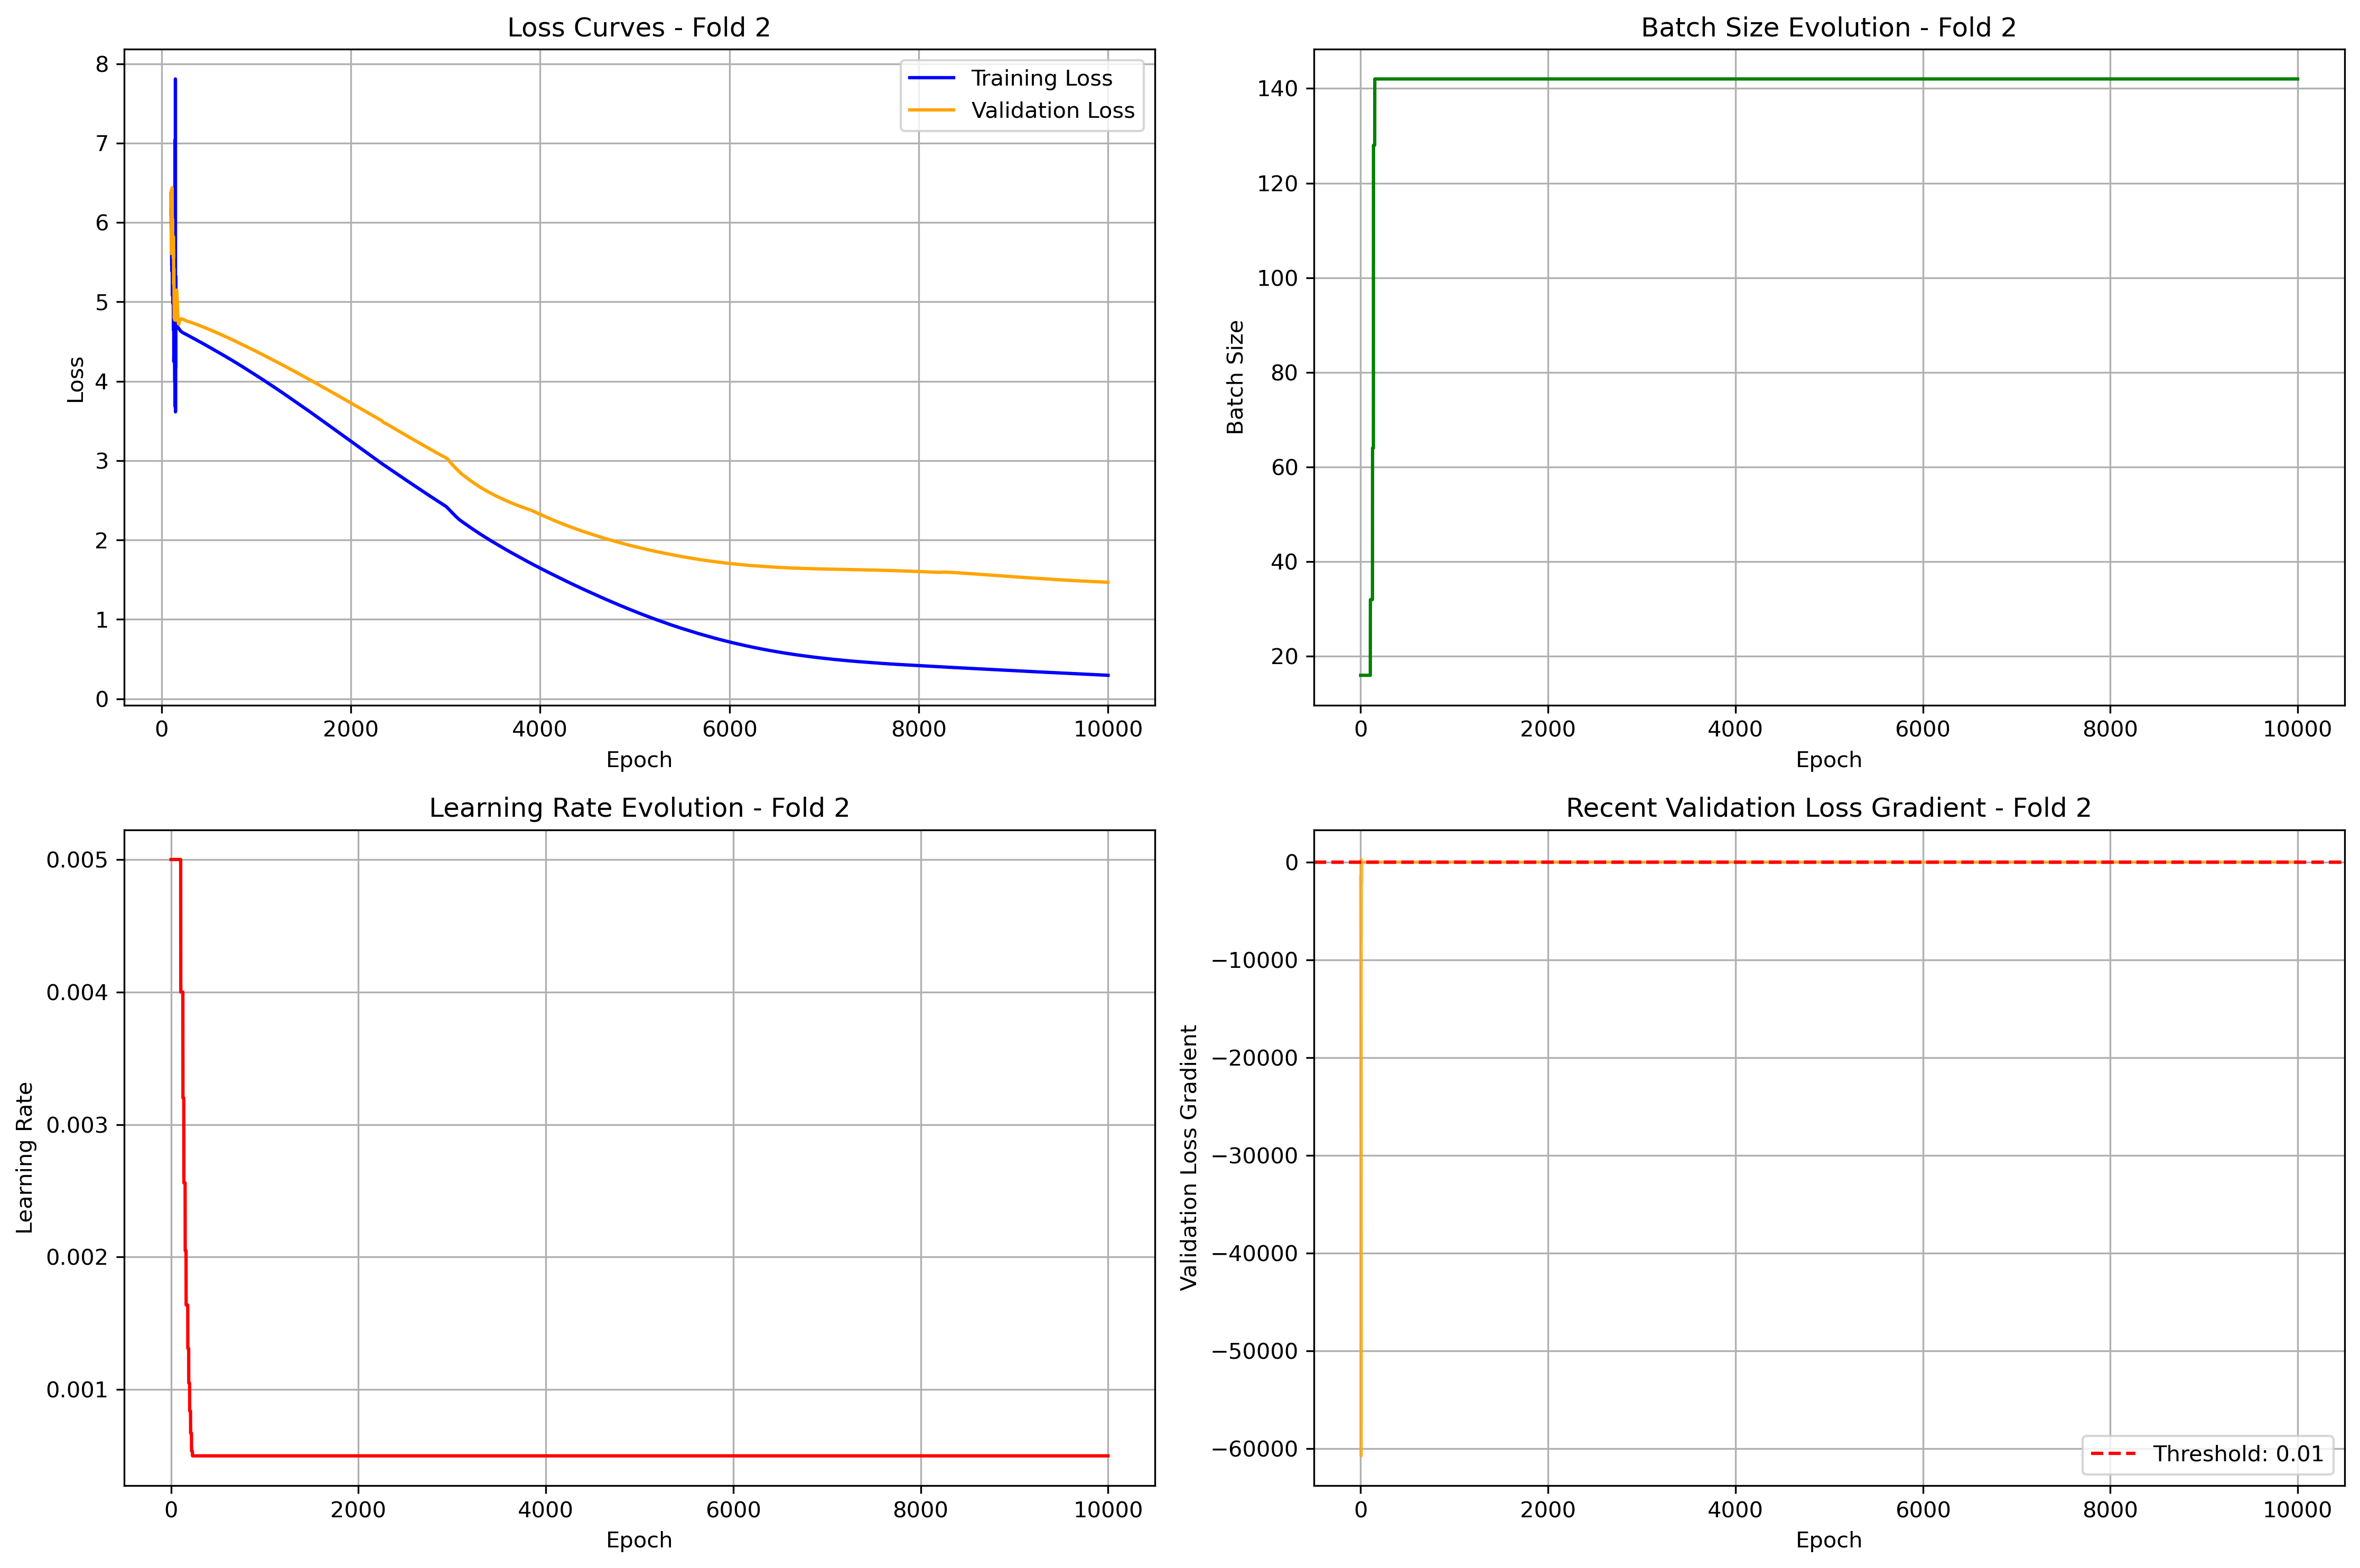 Loss Curves - Fold 2
8
7
6
5
4
3
2
1
0
Loss
Training Loss
Validation Loss
0 2000 4000 6000 8000 10000
Epoch
Batch Size Evolution - Fold 2
140
120
100
80
60
40
20
Batch Size
0 2000 4000 6000 8000 10000
Epoch
Learning Rate Evolution - Fold 2
0.005
0.004
0.003
0.002
0.001
Learning Rate
0 2000 4000 6000 8000 10000
Epoch
Recent Validation Loss Gradient - Fold 2
0
−10000
−20000
−30000
−40000
−50000
−60000
Validation Loss Gradient
Threshold: 0.01
0 2000 4000 6000 8000 10000
Epoch